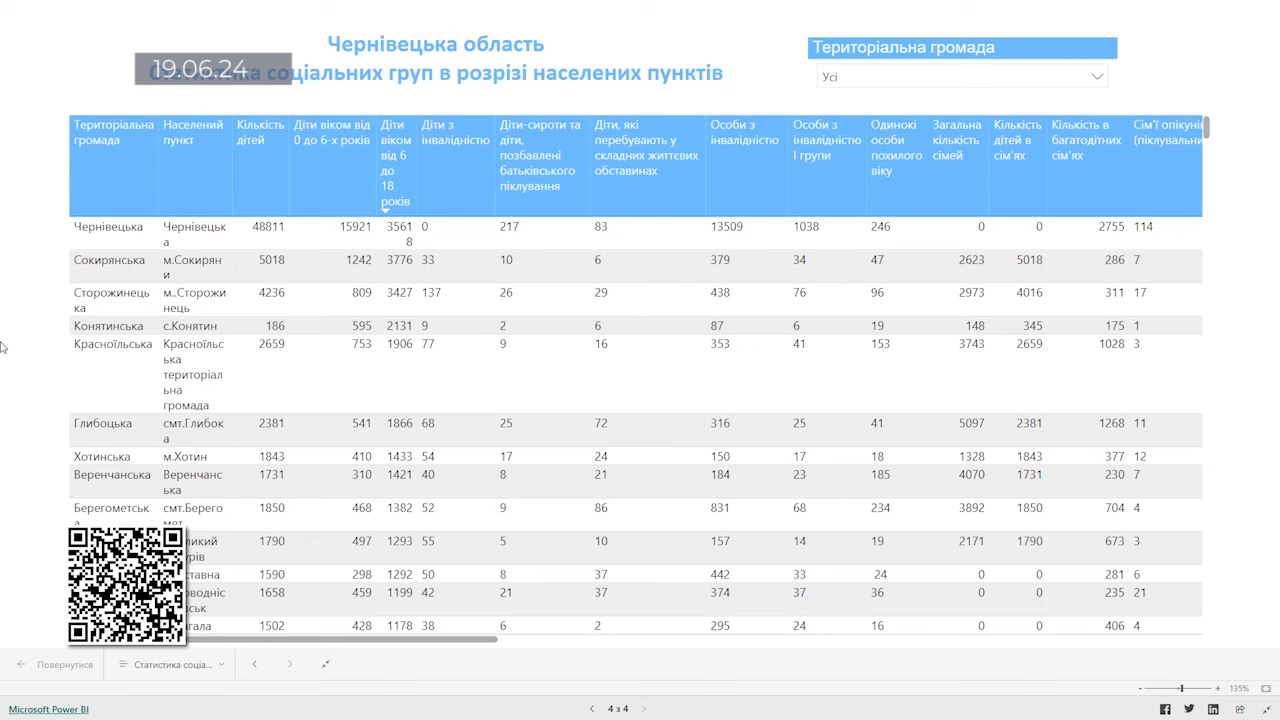 Чернівецька область
19.06.24
соціальних груп в розрізі населених пунктів
Територіальна громада
Усі
Територіальна громада Населений пункт Кількість дітей Діти віком від 0 до 6-х років Діти віком від 6 до 18 років Діти з інвалідністю Діти-сироти та діти, позбавлені батьківського піклування Діти, які перебувають у складних життєвих обставинах Особи з інвалідністю Особи з інвалідністю І групи Одинокі особи похилого віку Загальна кількість сімей Кількість дітей в сім'ях Кількість в багатодітних сім'ях Сім'ї опікунів (піклувальни
Чернівецька Чернівецька 48811 15921 35618 0 217 83 13509 1038 246 0 0 2755 114
Сокирянська м.Сокиряни 5018 1242 3776 33 10 6 379 34 47 2623 5018 286 7
Сторожинецька м..Сторожинець 4236 809 3427 137 26 29 438 76 96 2973 4016 311 17
Конятинська с.Конятин 186 595 2131 9 2 6 87 6 19 148 345 175 1
Красноїльська Красноїльська територіальна громада 2659 753 1906 77 9 16 353 41 153 3743 2659 1028 3
Глибоцька смт.Глибока 2381 541 1866 68 25 72 316 25 41 5097 2381 1268 11
Хотинська м.Хотин 1843 410 1433 54 17 24 150 17 18 1328 1843 377 12
Веренчанська Веренчанська 1731 310 1421 40 8 21 184 23 185 4070 1731 230 7
Берегометська смт.Берегомет 1850 468 1382 52 9 86 831 68 234 3892 1850 704 4
1790 497 1293 55 5 10 157 14 19 2171 1790 673 3
1590 298 1292 50 8 37 442 33 24 0 0 281 6
1658 459 1199 42 21 37 374 37 36 0 0 235 21
1502 428 1178 38 6 2 295 24 16 0 0 406 4
Повернутися Статистика соціа...
135%
Microsoft Power BI 4 з 4